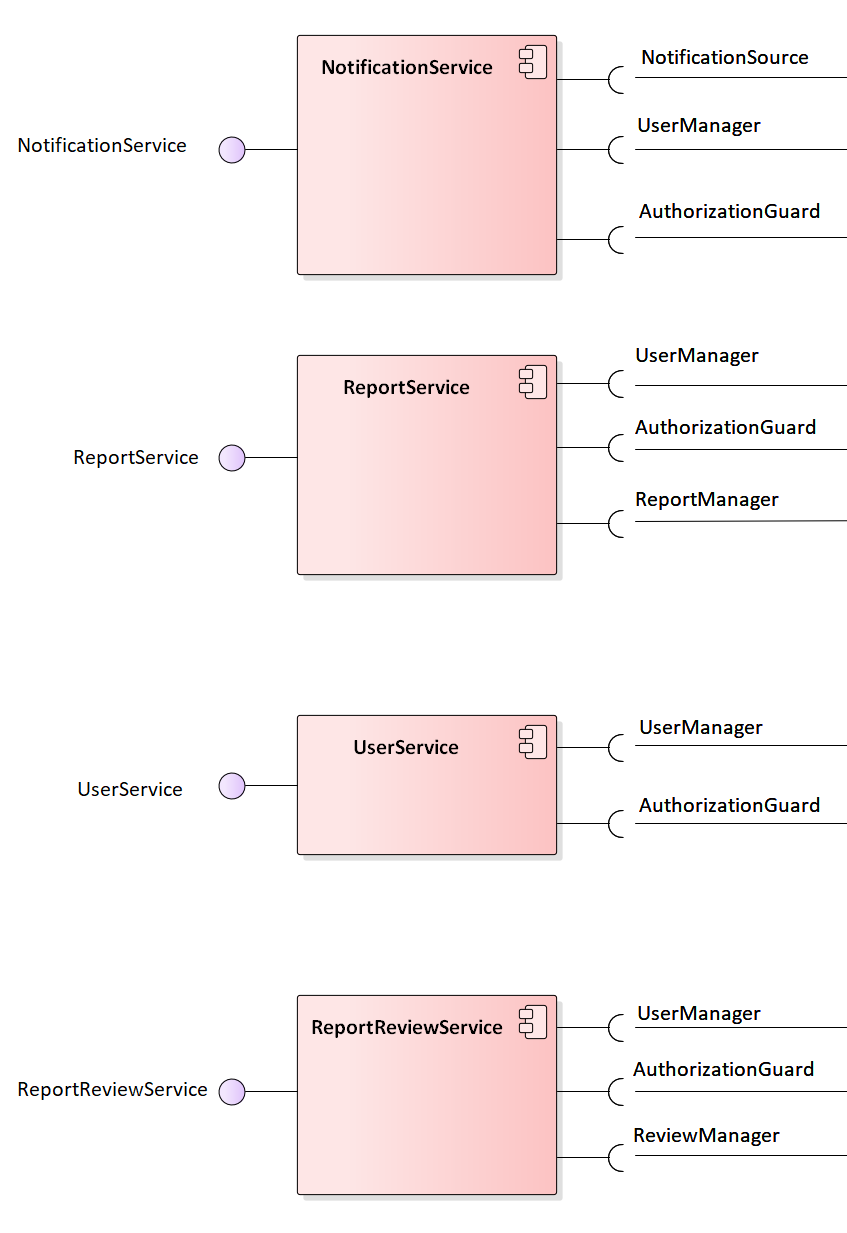 NotificationService
NotificationSource
UserManager
NotificationService
AuthorizationGuard
UserManager
ReportService
AuthorizationGuard
ReportService
ReportManager
UserManager
UserService
UserService
AuthorizationGuard
UserManager
ReportReviewService
AuthorizationGuard
ReportReviewService
ReviewManager